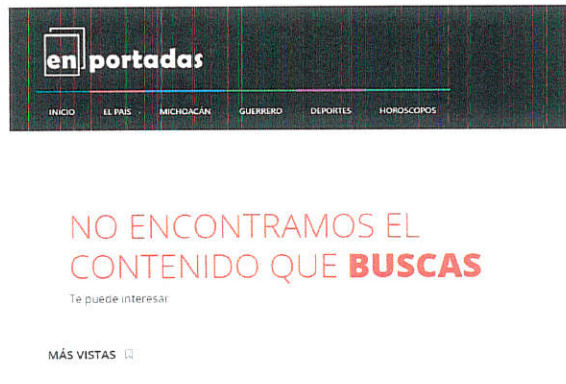 en portadas
INICIO EL PAÍS MICHOACÁN GUERRERO DEPORTES HOROSCOPOS
NO ENCONTRAMOS EL
CONTENIDO QUE BUSCAS
Te puede interesar
MÁS VISTAS